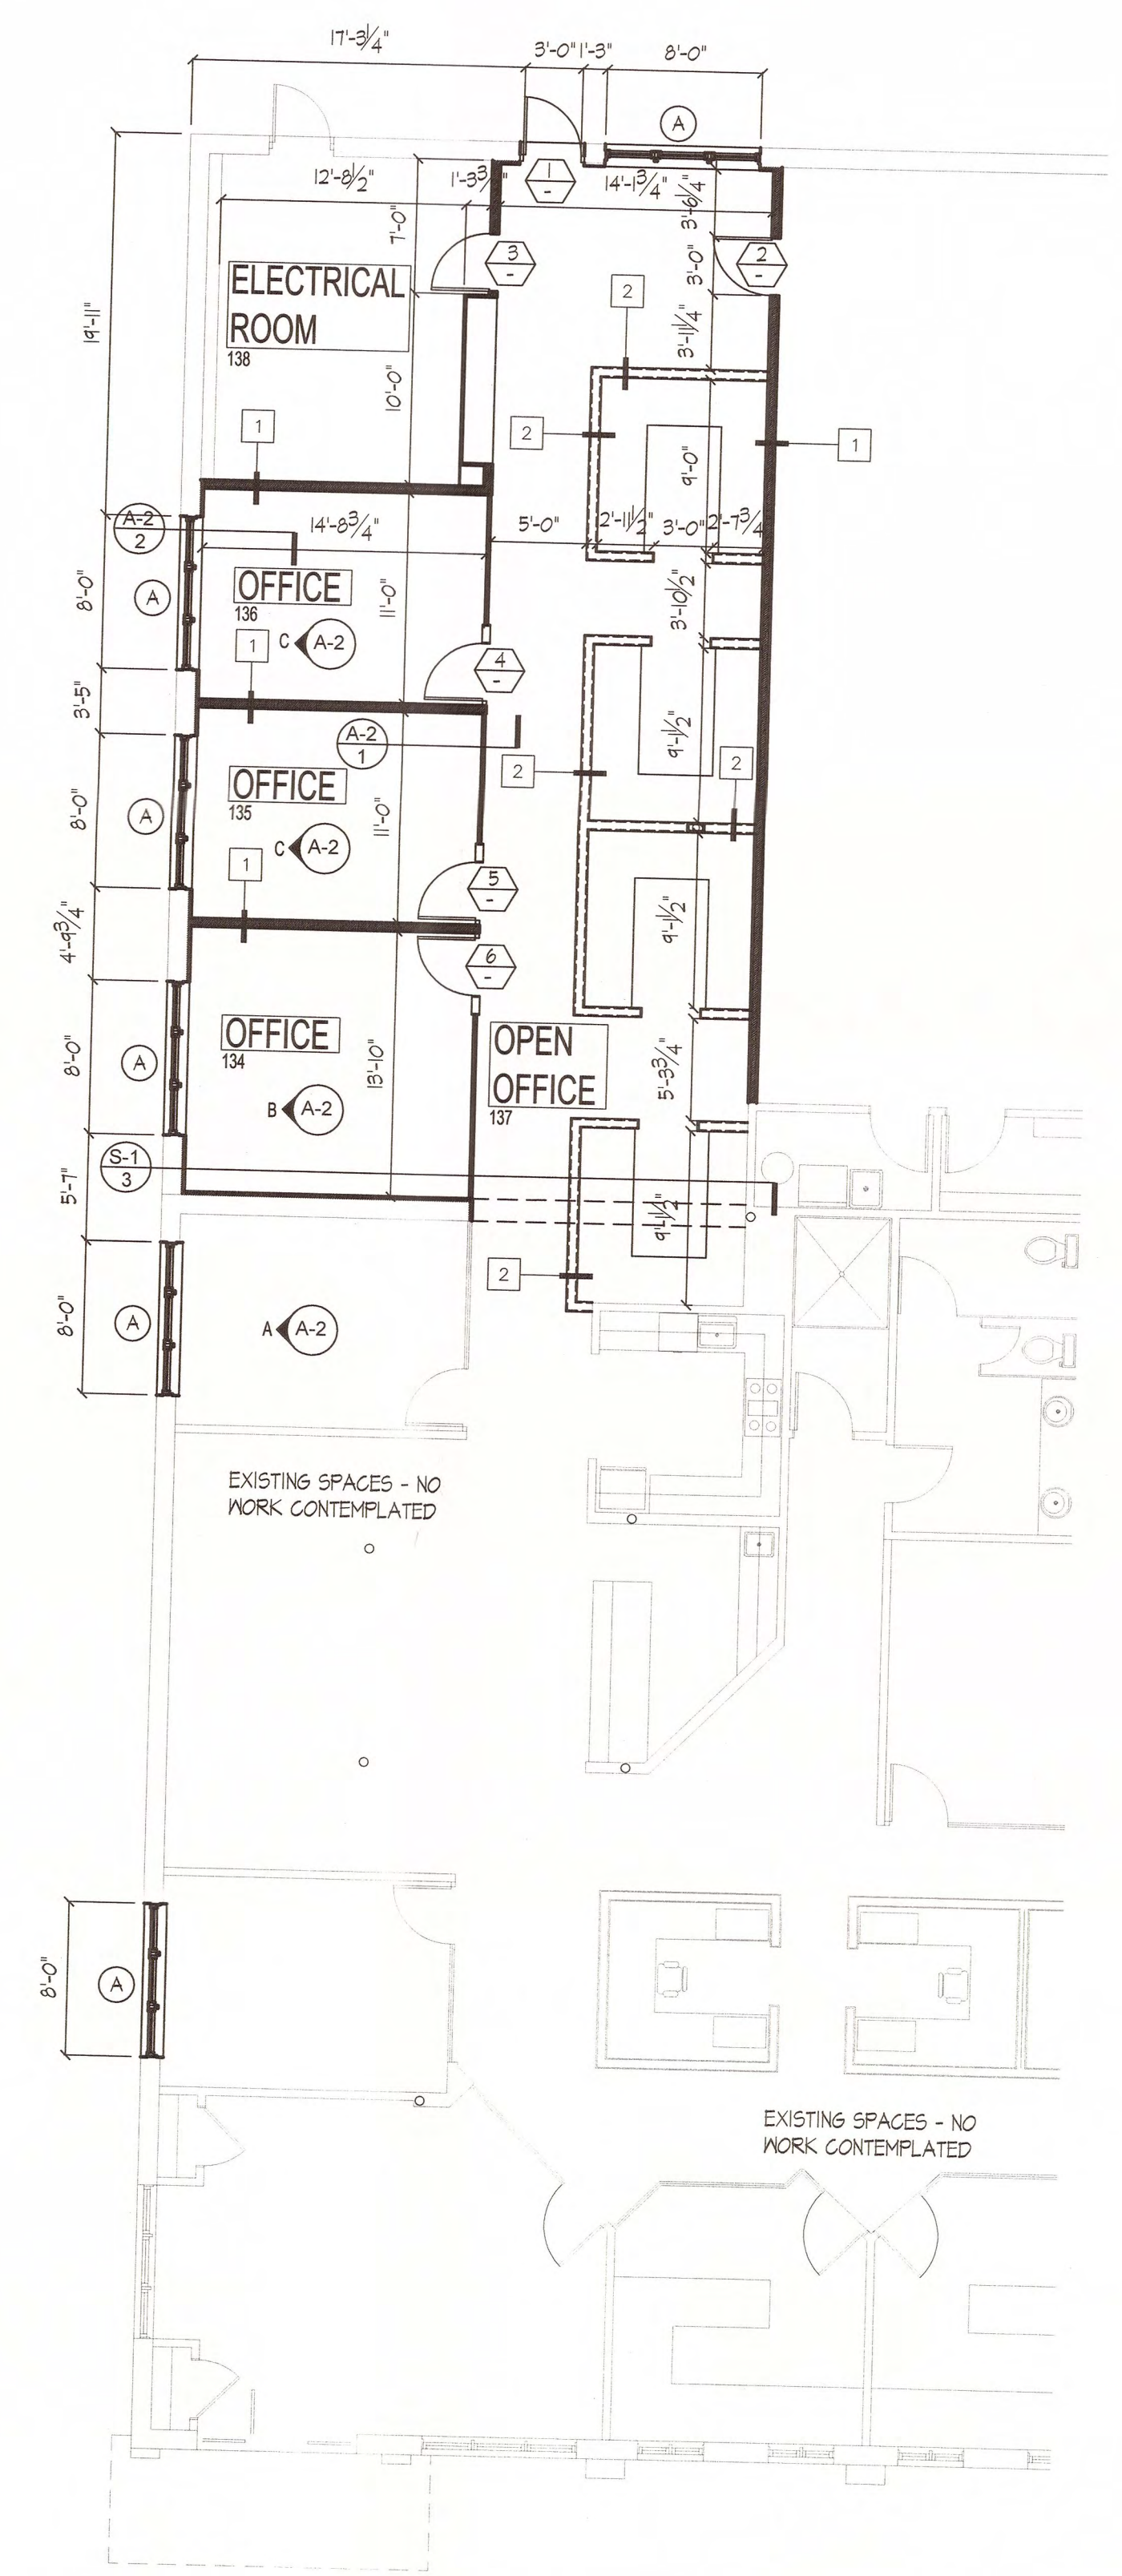 17'-3¼"
3'-0"
1'-3"
8'-0"
A
12'-8½"
1'-3¾"
1
-
14'-1¾"
3'-6¼"
7'-0"
3
-
3'-0"
2
-
ELECTRICAL
ROOM
138
19'-11"
2
3'-11¼"
10'-0"
1
2
1
9'-0"
A-2
2
14'-8¾"
5'-0"
2'-11½"
3'-0"
2'-7¾
8'-0"
A
OFFICE
136
11'-0"
3'-10½"
1
C
A-2
4
-
3'-5"
A-2
1
9'-1½"
2
2
OFFICE
135
8'-0"
A
11'-0"
C
A-2
1
5
-
9'-1½"
4'-9¾"
6
-
OFFICE
134
OPEN
OFFICE
137
8'-0"
A
13'-10"
5'-3¾"
B
A-2
S-1
3
5'-7"
9'-1½"
2
8'-0"
A
A
A-2
EXISTING SPACES - NO
WORK CONTEMPLATED
8'-0"
A
EXISTING SPACES - NO
WORK CONTEMPLATED